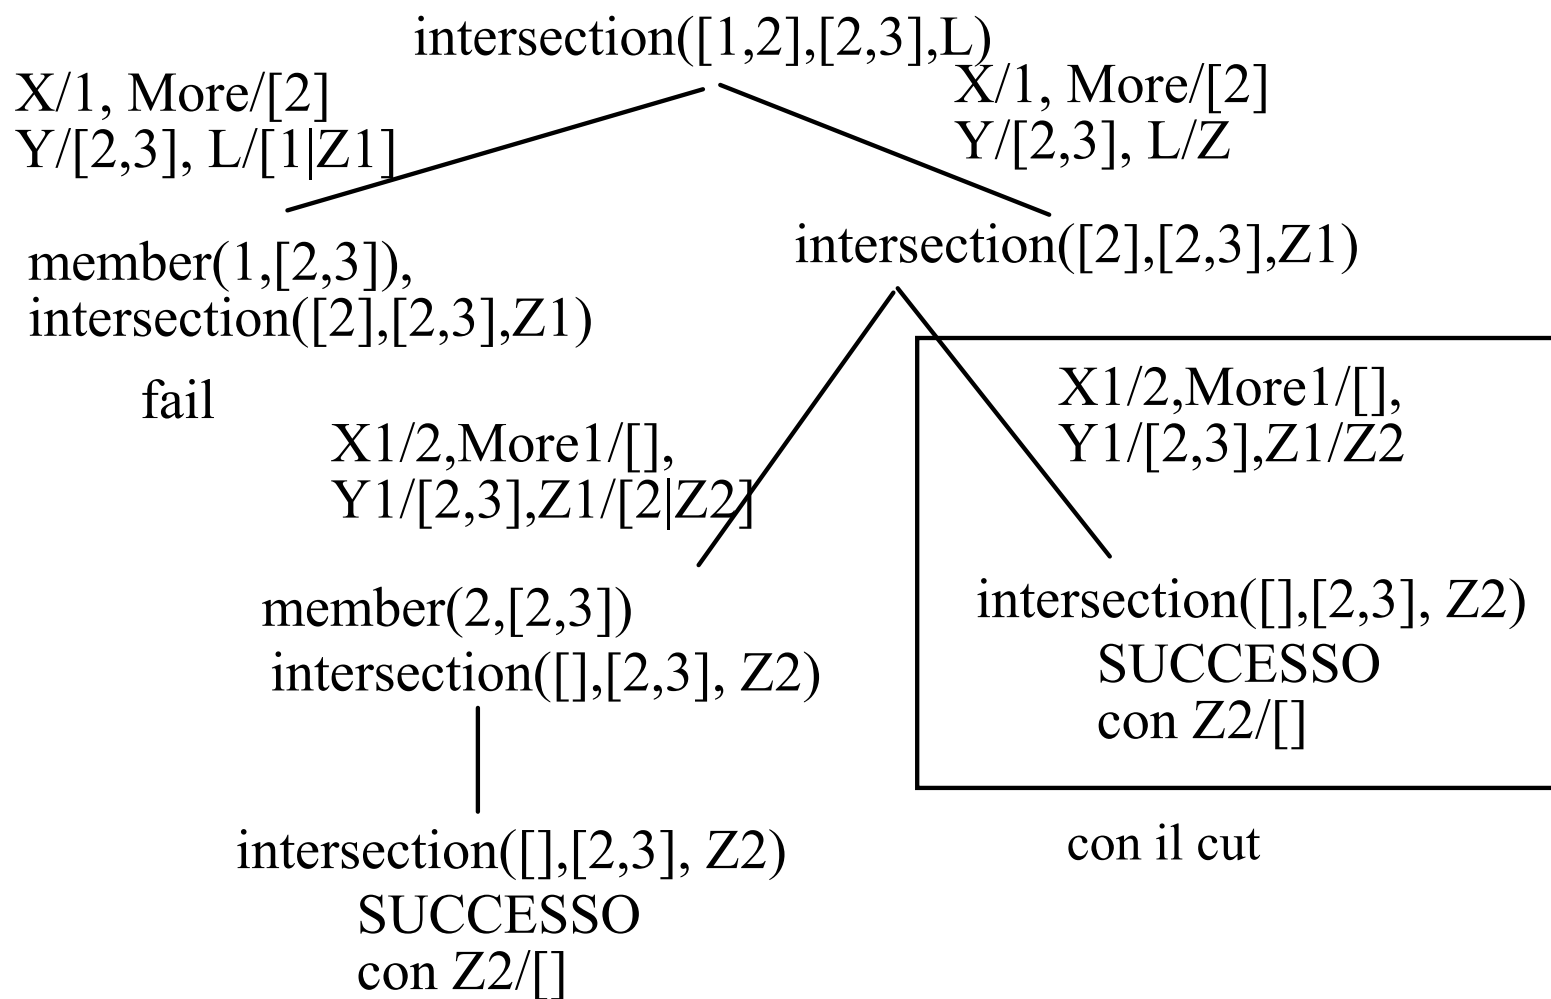 intersection([1,2],[2,3],L)
X/1, More/[2]
Y/[2,3], L/[1|Z1]
X/1, More/[2]
Y/[2,3], L/Z
member(1,[2,3]),
intersection([2],[2,3],Z1)
fail
intersection([2],[2,3],Z1)
X1/2,More1/[],
Y1/[2,3],Z1/[2|Z2]
X1/2,More1/[],
Y1/[2,3],Z1/Z2
member(2,[2,3])
intersection([],[2,3], Z2)
intersection([],[2,3], Z2)
SUCCESSO
con Z2/[]
con il cut
intersection([],[2,3], Z2)
SUCCESSO
con Z2/[]